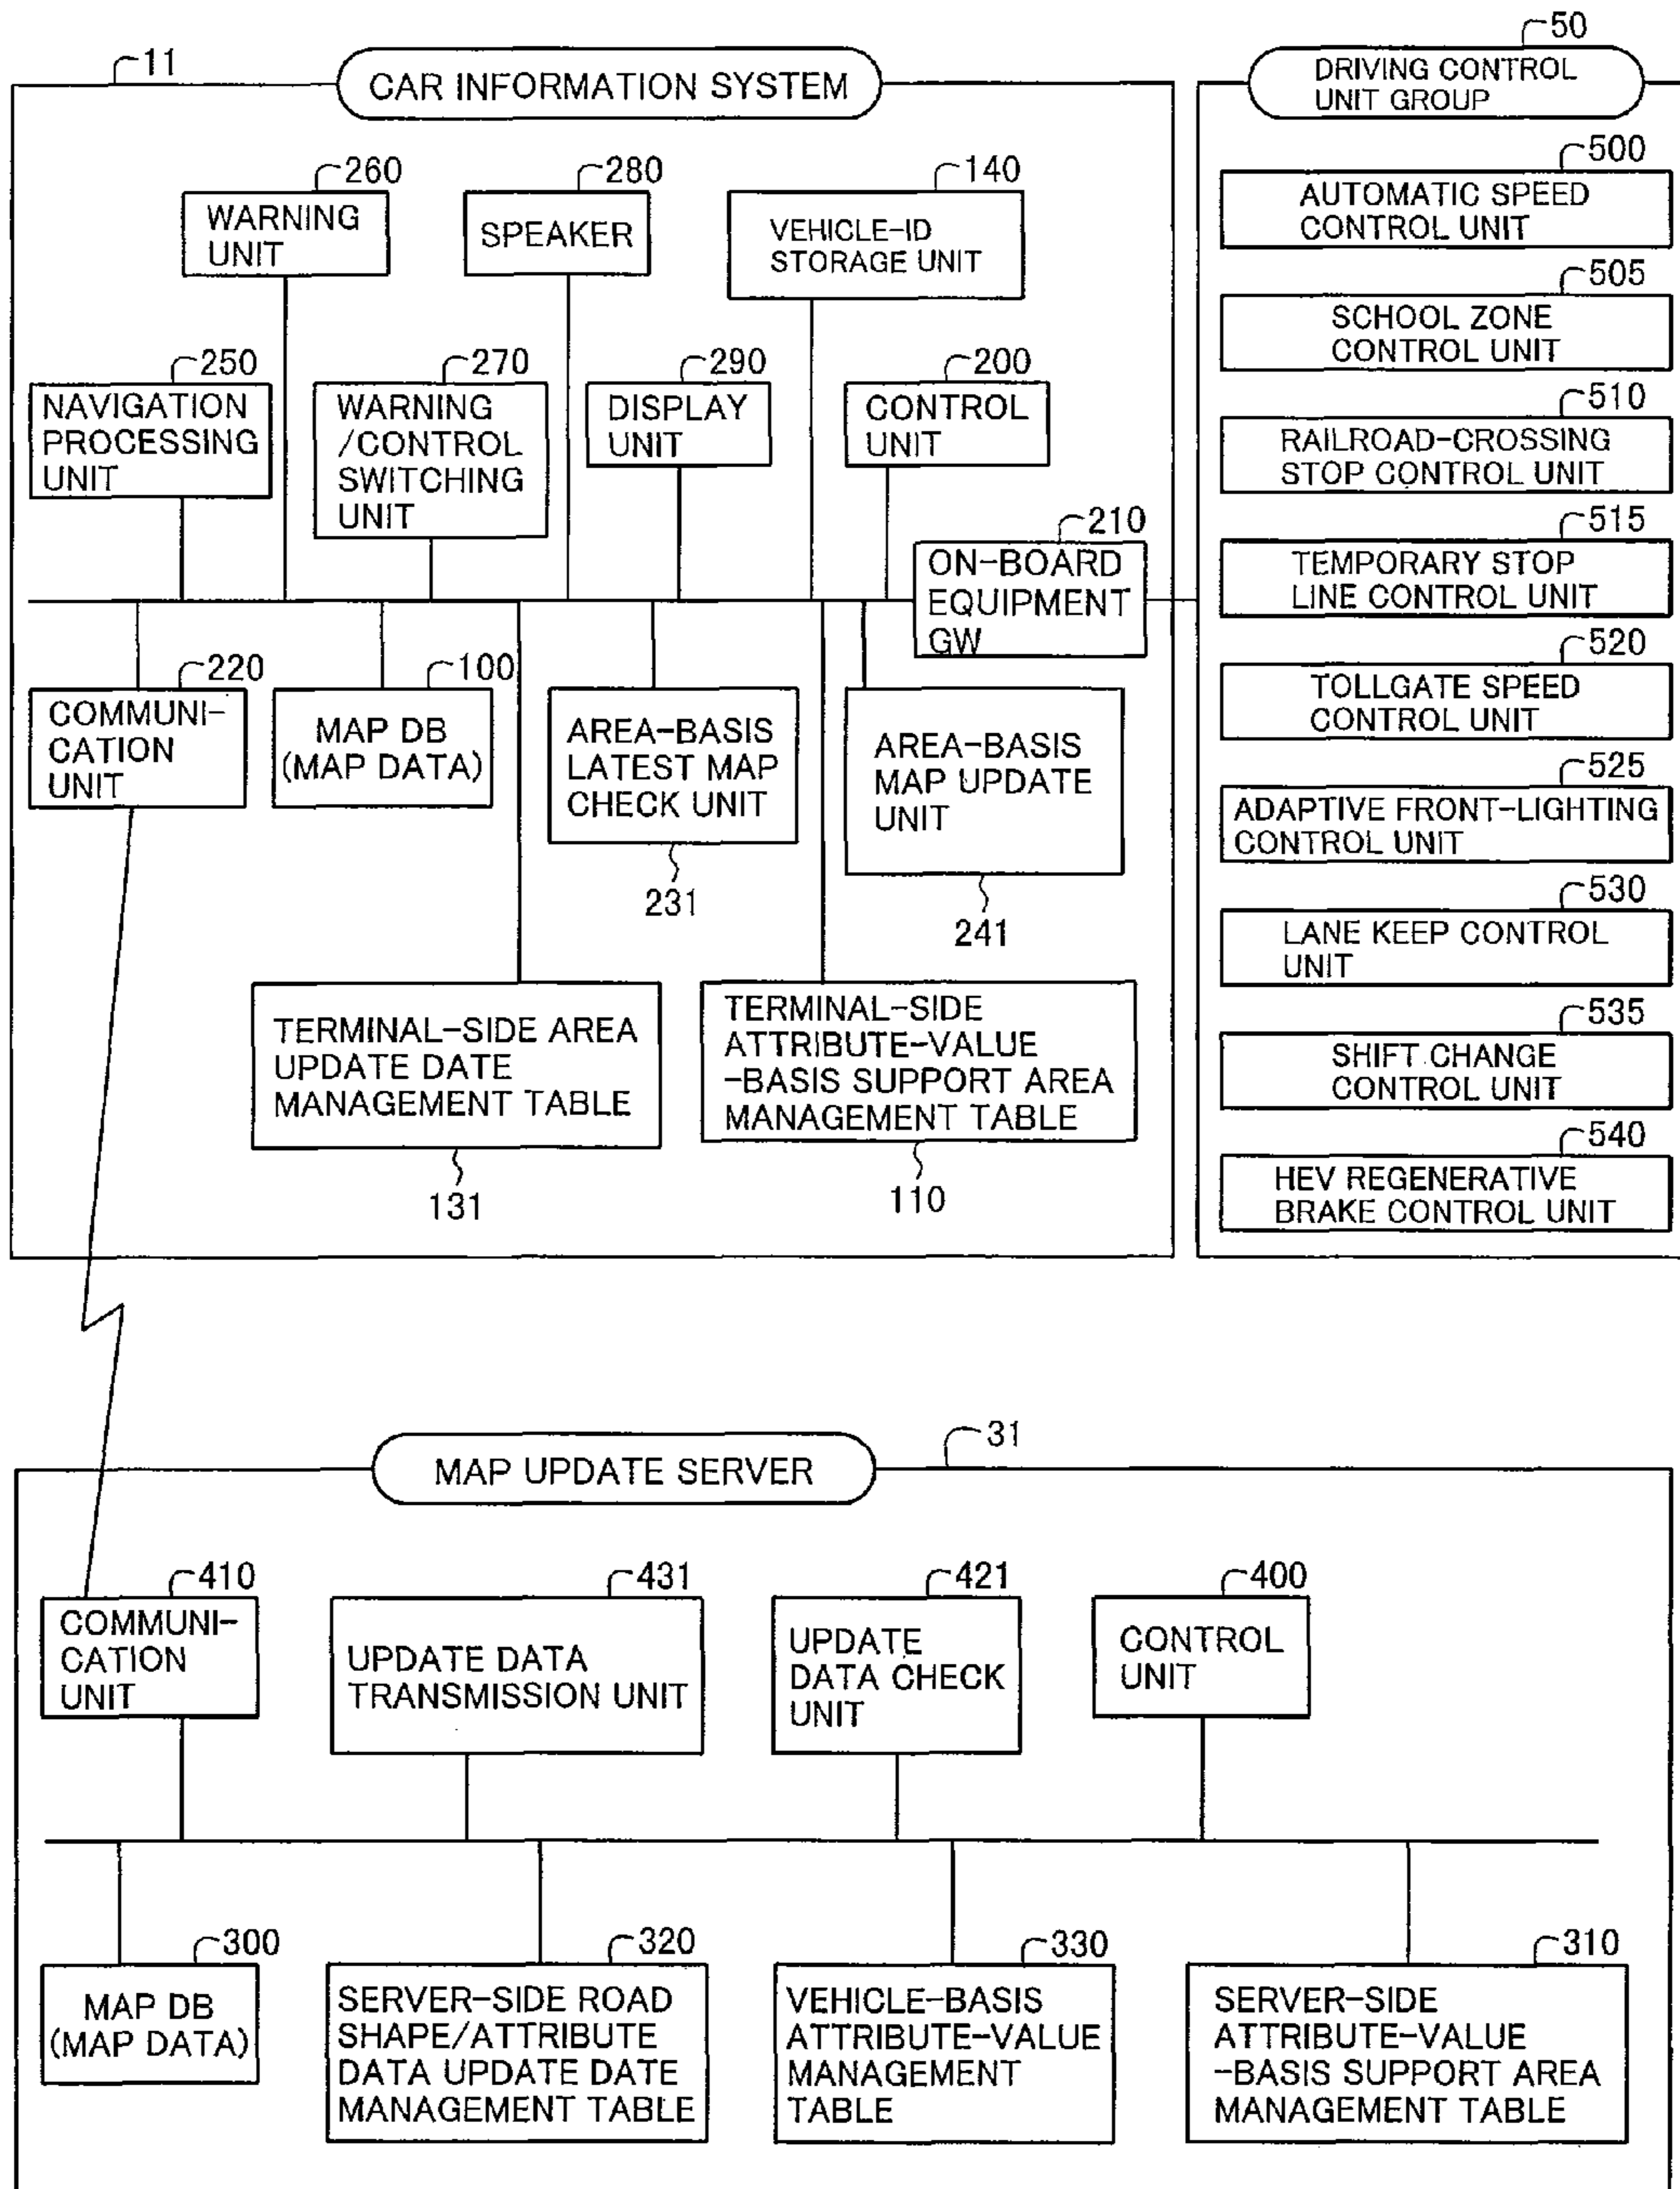 11
CAR INFORMATION SYSTEM
260
WARNING
UNIT
280
SPEAKER
140
VEHICLE-ID
STORAGE UNIT
250
NAVIGATION
PROCESSING
UNIT
270
WARNING
/CONTROL
SWITCHING
UNIT
290
DISPLAY
UNIT
200
CONTROL
UNIT
210
ON-BOARD
EQUIPMENT
GW
220
COMMUNI-
CATION
UNIT
100
MAP DB
(MAP DATA)
AREA-BASIS
LATEST MAP
CHECK UNIT
231
AREA-BASIS
MAP UPDATE
UNIT
241
TERMINAL-SIDE AREA
UPDATE DATE
MANAGEMENT TABLE
131
TERMINAL-SIDE
ATTRIBUTE-VALUE
-BASIS SUPPORT AREA
MANAGEMENT TABLE
110
50
DRIVING CONTROL
UNIT GROUP
500
AUTOMATIC SPEED
CONTROL UNIT
505
SCHOOL ZONE
CONTROL UNIT
510
RAILROAD-CROSSING
STOP CONTROL UNIT
515
TEMPORARY STOP
LINE CONTROL UNIT
520
TOLLGATE SPEED
CONTROL UNIT
525
ADAPTIVE FRONT-LIGHTING
CONTROL UNIT
530
LANE KEEP CONTROL
UNIT
535
SHIFT CHANGE
CONTROL UNIT
540
HEV REGENERATIVE
BRAKE CONTROL UNIT
31
MAP UPDATE SERVER
410
COMMUNI-
CATION
UNIT
431
UPDATE DATA
TRANSMISSION UNIT
421
UPDATE
DATA CHECK
UNIT
400
CONTROL
UNIT
300
MAP DB
(MAP DATA)
320
SERVER-SIDE ROAD
SHAPE/ATTRIBUTE
DATA UPDATE DATE
MANAGEMENT TABLE
330
VEHICLE-BASIS
ATTRIBUTE-VALUE
MANAGEMENT
TABLE
310
SERVER-SIDE
ATTRIBUTE-VALUE
-BASIS SUPPORT AREA
MANAGEMENT TABLE